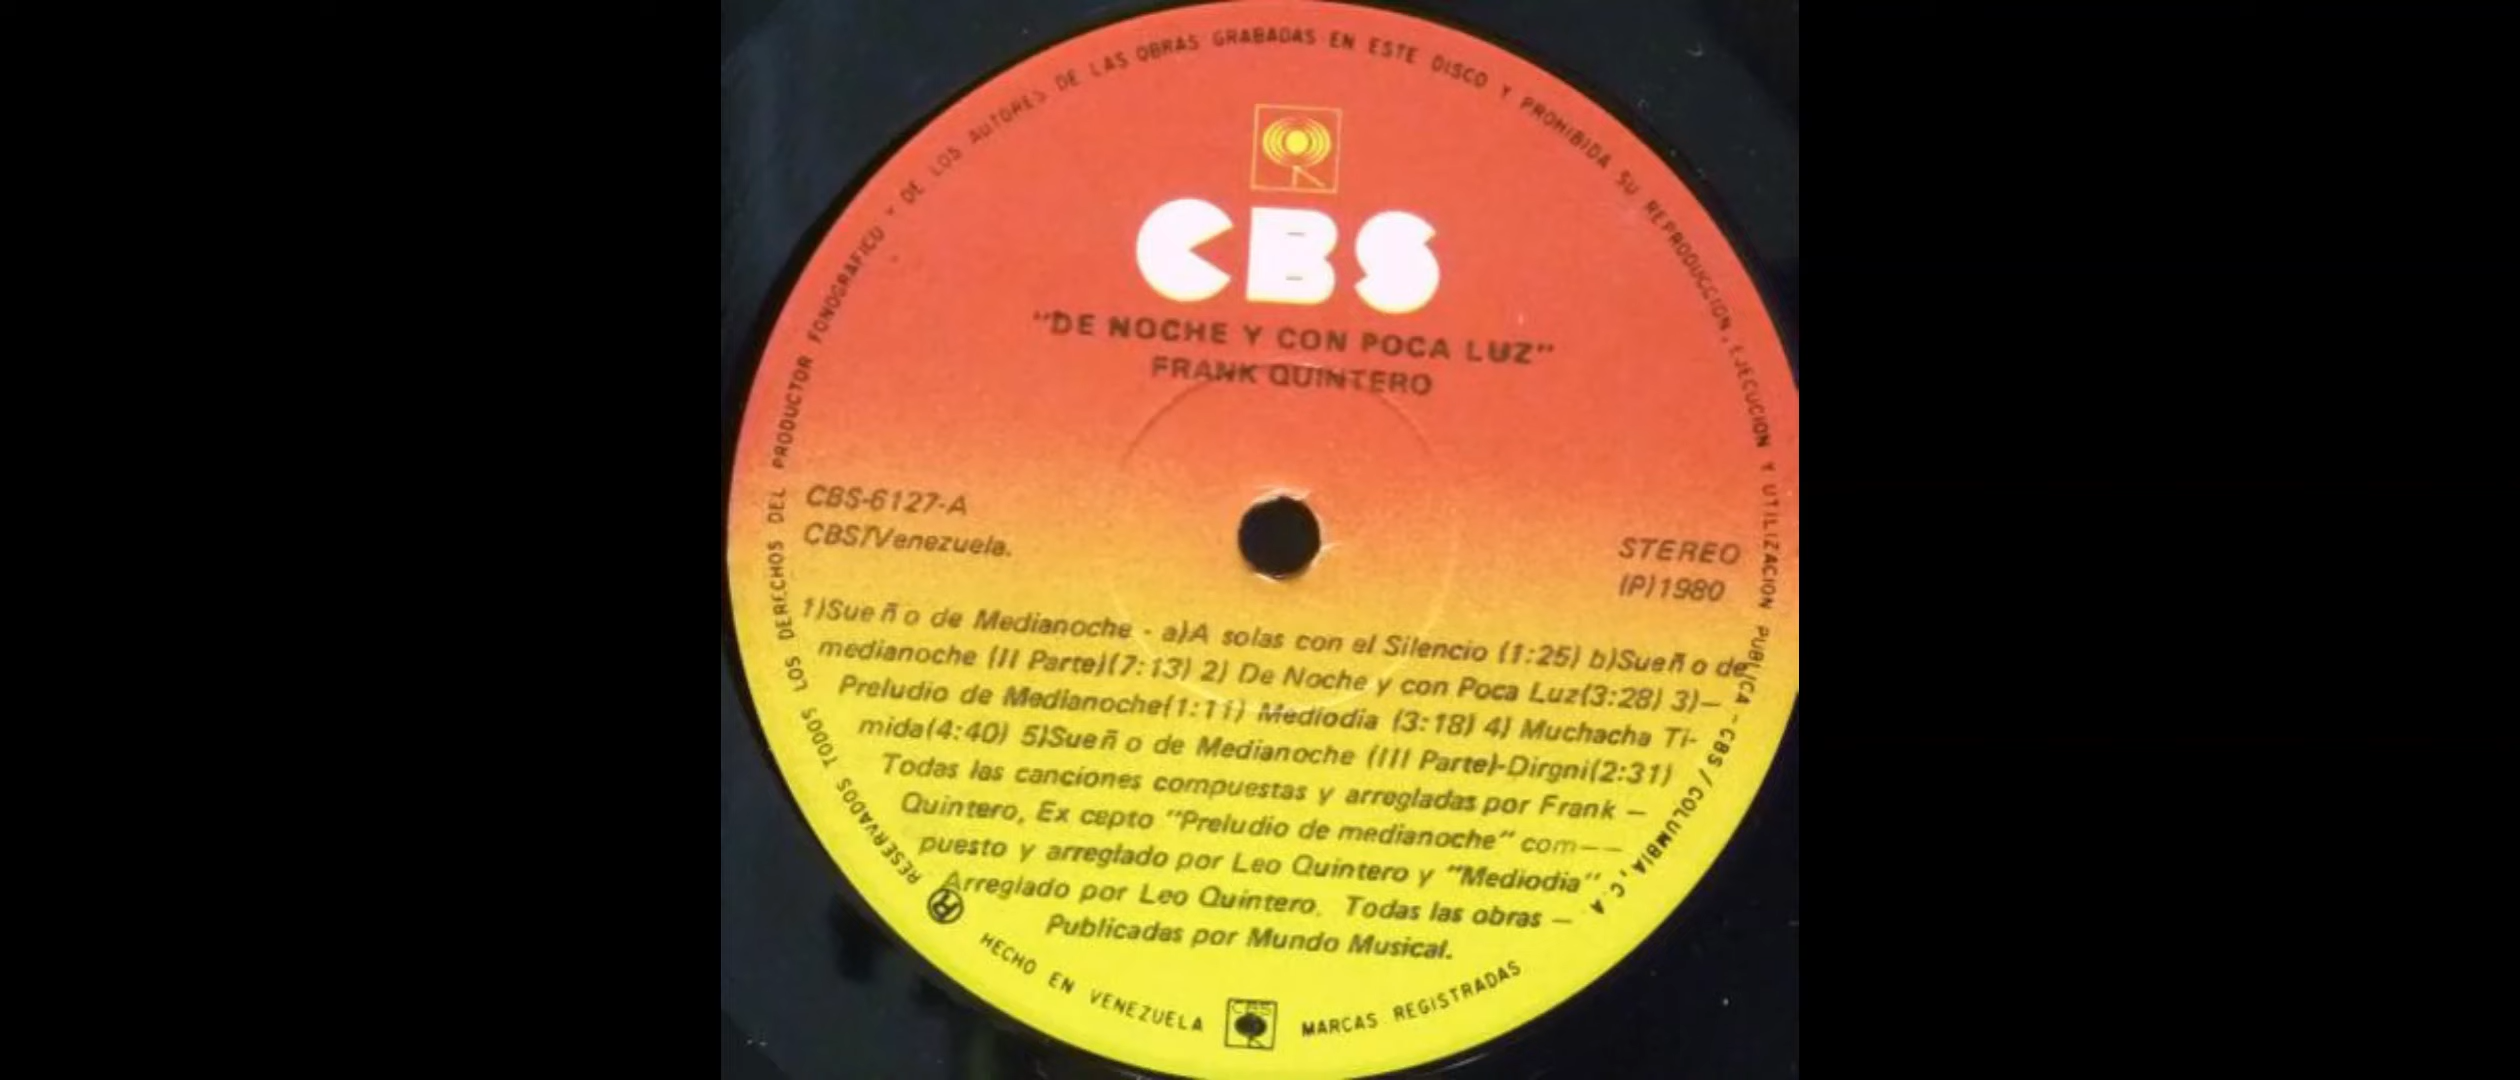 RESERVADOS TODOS LOS DERECHOS DEL PRODUCTOR FONOGRAFICO Y DE LOS AUTORES DE LAS OBRAS GRABADAS EN ESTE DISCO Y PROHIBIDA SU REPRODUCCION, EJECUCION Y UTILIZACION PUBLICA - CBS / COLUMBIA, C.A.
CBS
"DE NOCHE Y CON POCA LUZ"
FRANK QUINTERO
CBS-6127-A
CBS/Venezuela.
STEREO
(P)1980
1)Sueño de Medianoche - a)A solas con el Silencio (1:25) b)Sueño de
medianoche (II Parte)(7:13) 2) De Noche y con Poca Luz(3:28) 3)—
Preludio de Medianoche(1:11) Mediodia (3:18) 4) Muchacha Ti-
mida(4:40) 5)Sueño de Medianoche (III Parte)-Dirgni(2:31)
Todas las canciones compuestas y arregladas por Frank —
Quintero, Ex cepto "Preludio de medianoche" com——
puesto y arreglado por Leo Quintero y "Mediodia"
Arreglado por Leo Quintero. Todas las obras —
Publicadas por Mundo Musical.
®
HECHO EN VENEZUELA
CBS
MARCAS REGISTRADAS